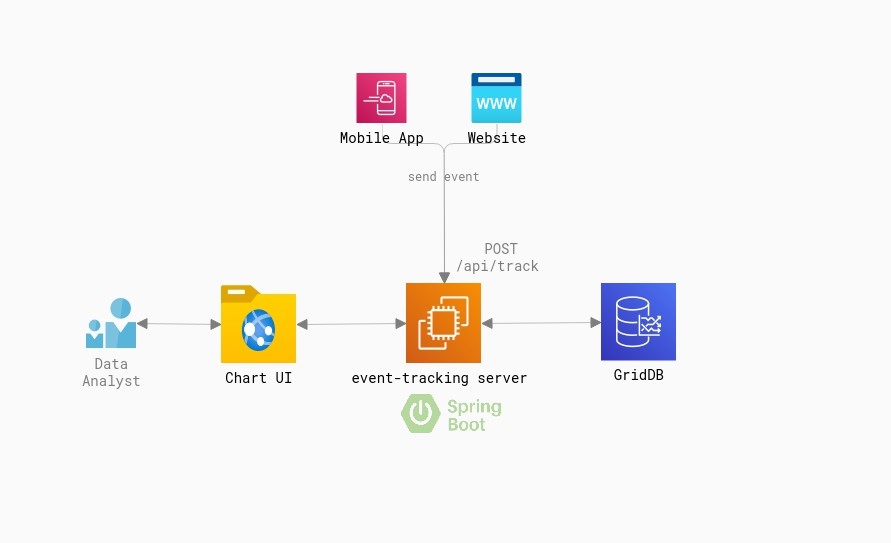 WWW
Mobile App
Website
send event
POST
/api/track
Data
Analyst
Chart UI
event-tracking server
GridDB
Spring
Boot